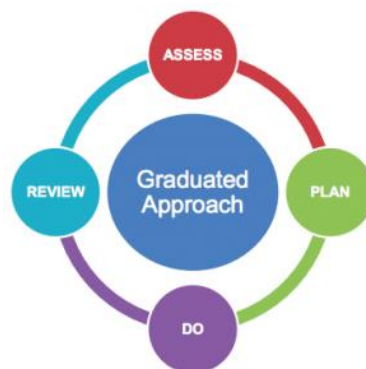 ASSESS
REVIEW
Graduated
Approach
PLAN
DO